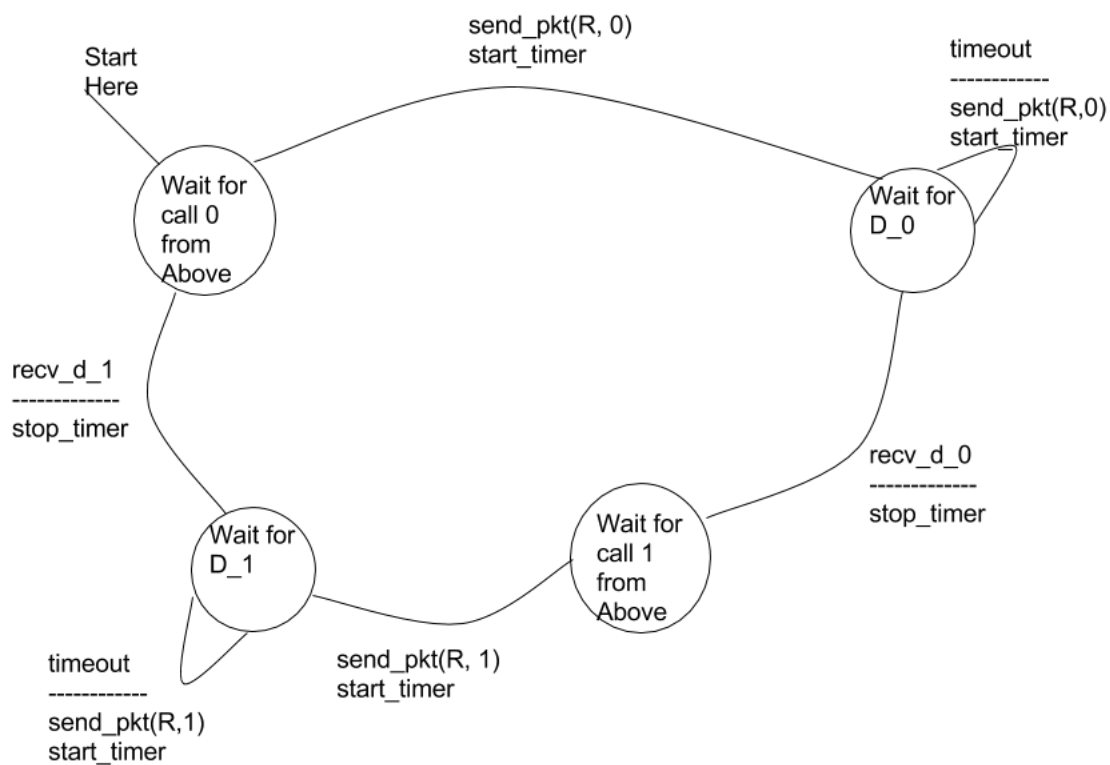 send_pkt(R, 0)
start_timer
Start
Here
timeout
------------
send_pkt(R,0)
start_timer
Wait for
call 0
from
Above
Wait for
D_0
recv_d_1
-------------
stop_timer
recv_d_0
-------------
stop_timer
Wait for
D_1
Wait for
call 1
from
Above
timeout
------------
send_pkt(R,1)
start_timer
send_pkt(R, 1)
start_timer